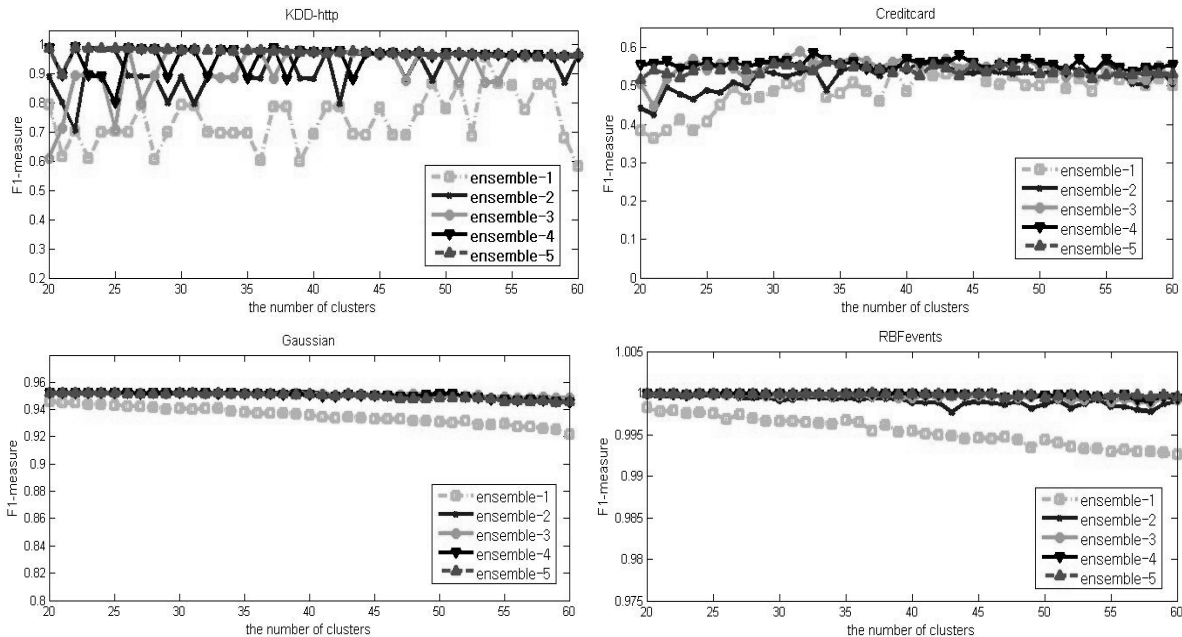 KDD-http
1
0.9
0.8
0.7
0.6
0.5
0.4
0.3
0.2
F1-measure
20 25 30 35 40 45 50 55 60
the number of clusters
ensemble-1
ensemble-2
ensemble-3
ensemble-4
ensemble-5
Creditcard
0.6
0.5
0.4
0.3
0.2
0.1
0
F1-measure
20 25 30 35 40 45 50 55 60
the number of clusters
ensemble-1
ensemble-2
ensemble-3
ensemble-4
ensemble-5
Gaussian
0.96
0.94
0.92
0.9
0.88
0.86
0.84
0.82
0.8
F1-measure
20 25 30 35 40 45 50 55 60
the number of clusters
ensemble-1
ensemble-2
ensemble-3
ensemble-4
ensemble-5
RBFevents
1.005
1
0.995
0.99
0.985
0.98
0.975
F1-measure
20 25 30 35 40 45 50 55 60
the number of clusters
ensemble-1
ensemble-2
ensemble-3
ensemble-4
ensemble-5